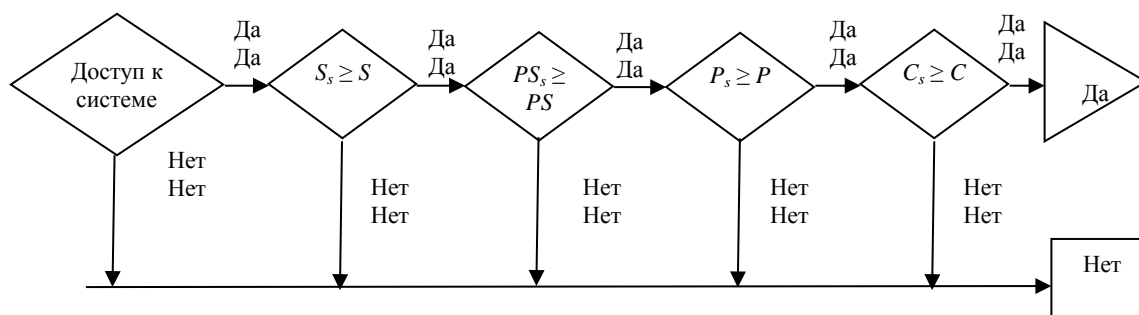 Доступ к
системе
Да
Да
Sₛ ≥ S
Да
Да
PSₛ ≥
PS
Да
Да
Pₛ ≥ P
Да
Да
Cₛ ≥ C
Да
Да
Да
Нет
Нет
Нет
Нет
Нет
Нет
Нет
Нет
Нет
Нет
Нет